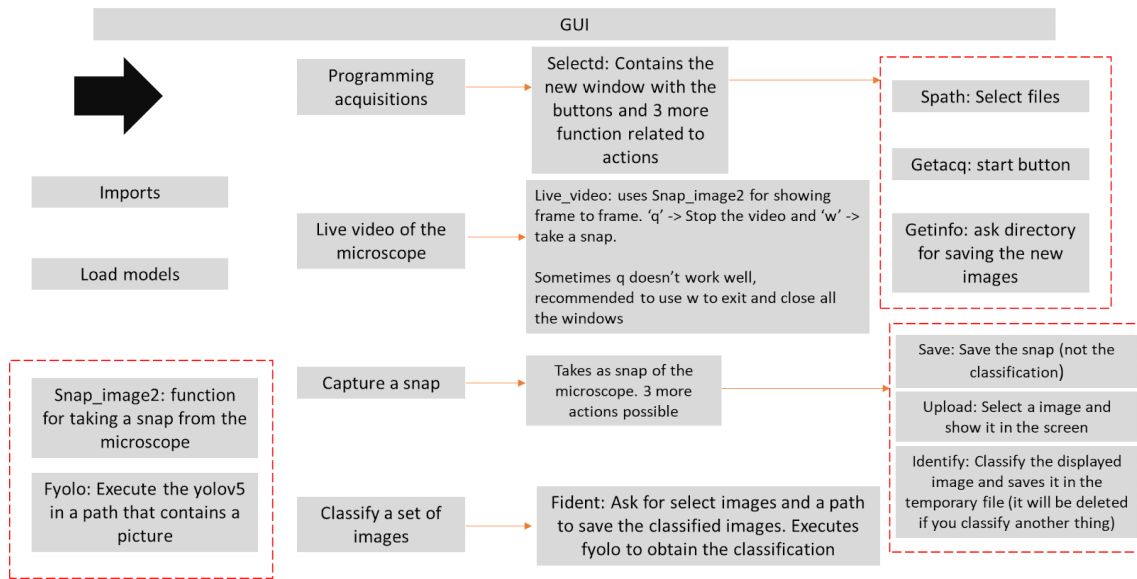 GUI
Imports
Load models
Snap_image2: function
for taking a snap from the
microscope
Fyolo: Execute the yolov5
in a path that contains a
picture
Programming
acquisitions
Selectd: Contains the
new window with the
buttons and 3 more
function related to
actions
Spath: Select files
Getacq: start button
Getinfo: ask directory
for saving the new
images
Live video of the
microscope
Live_video: uses Snap_image2 for showing
frame to frame. ‘q’ -> Stop the video and ‘w’ ->
take a snap.
Sometimes q doesn’t work well,
recommended to use w to exit and close all
the windows
Capture a snap
Takes as snap of the
microscope. 3 more
actions possible
Save: Save the snap (not the
classification)
Upload: Select a image and
show it in the screen
Identify: Classify the displayed
image and saves it in the
temporary file (it will be deleted
if you classify another thing)
Classify a set of
images
Fident: Ask for select images and a path
to save the classified images. Executes
fyolo to obtain the classification